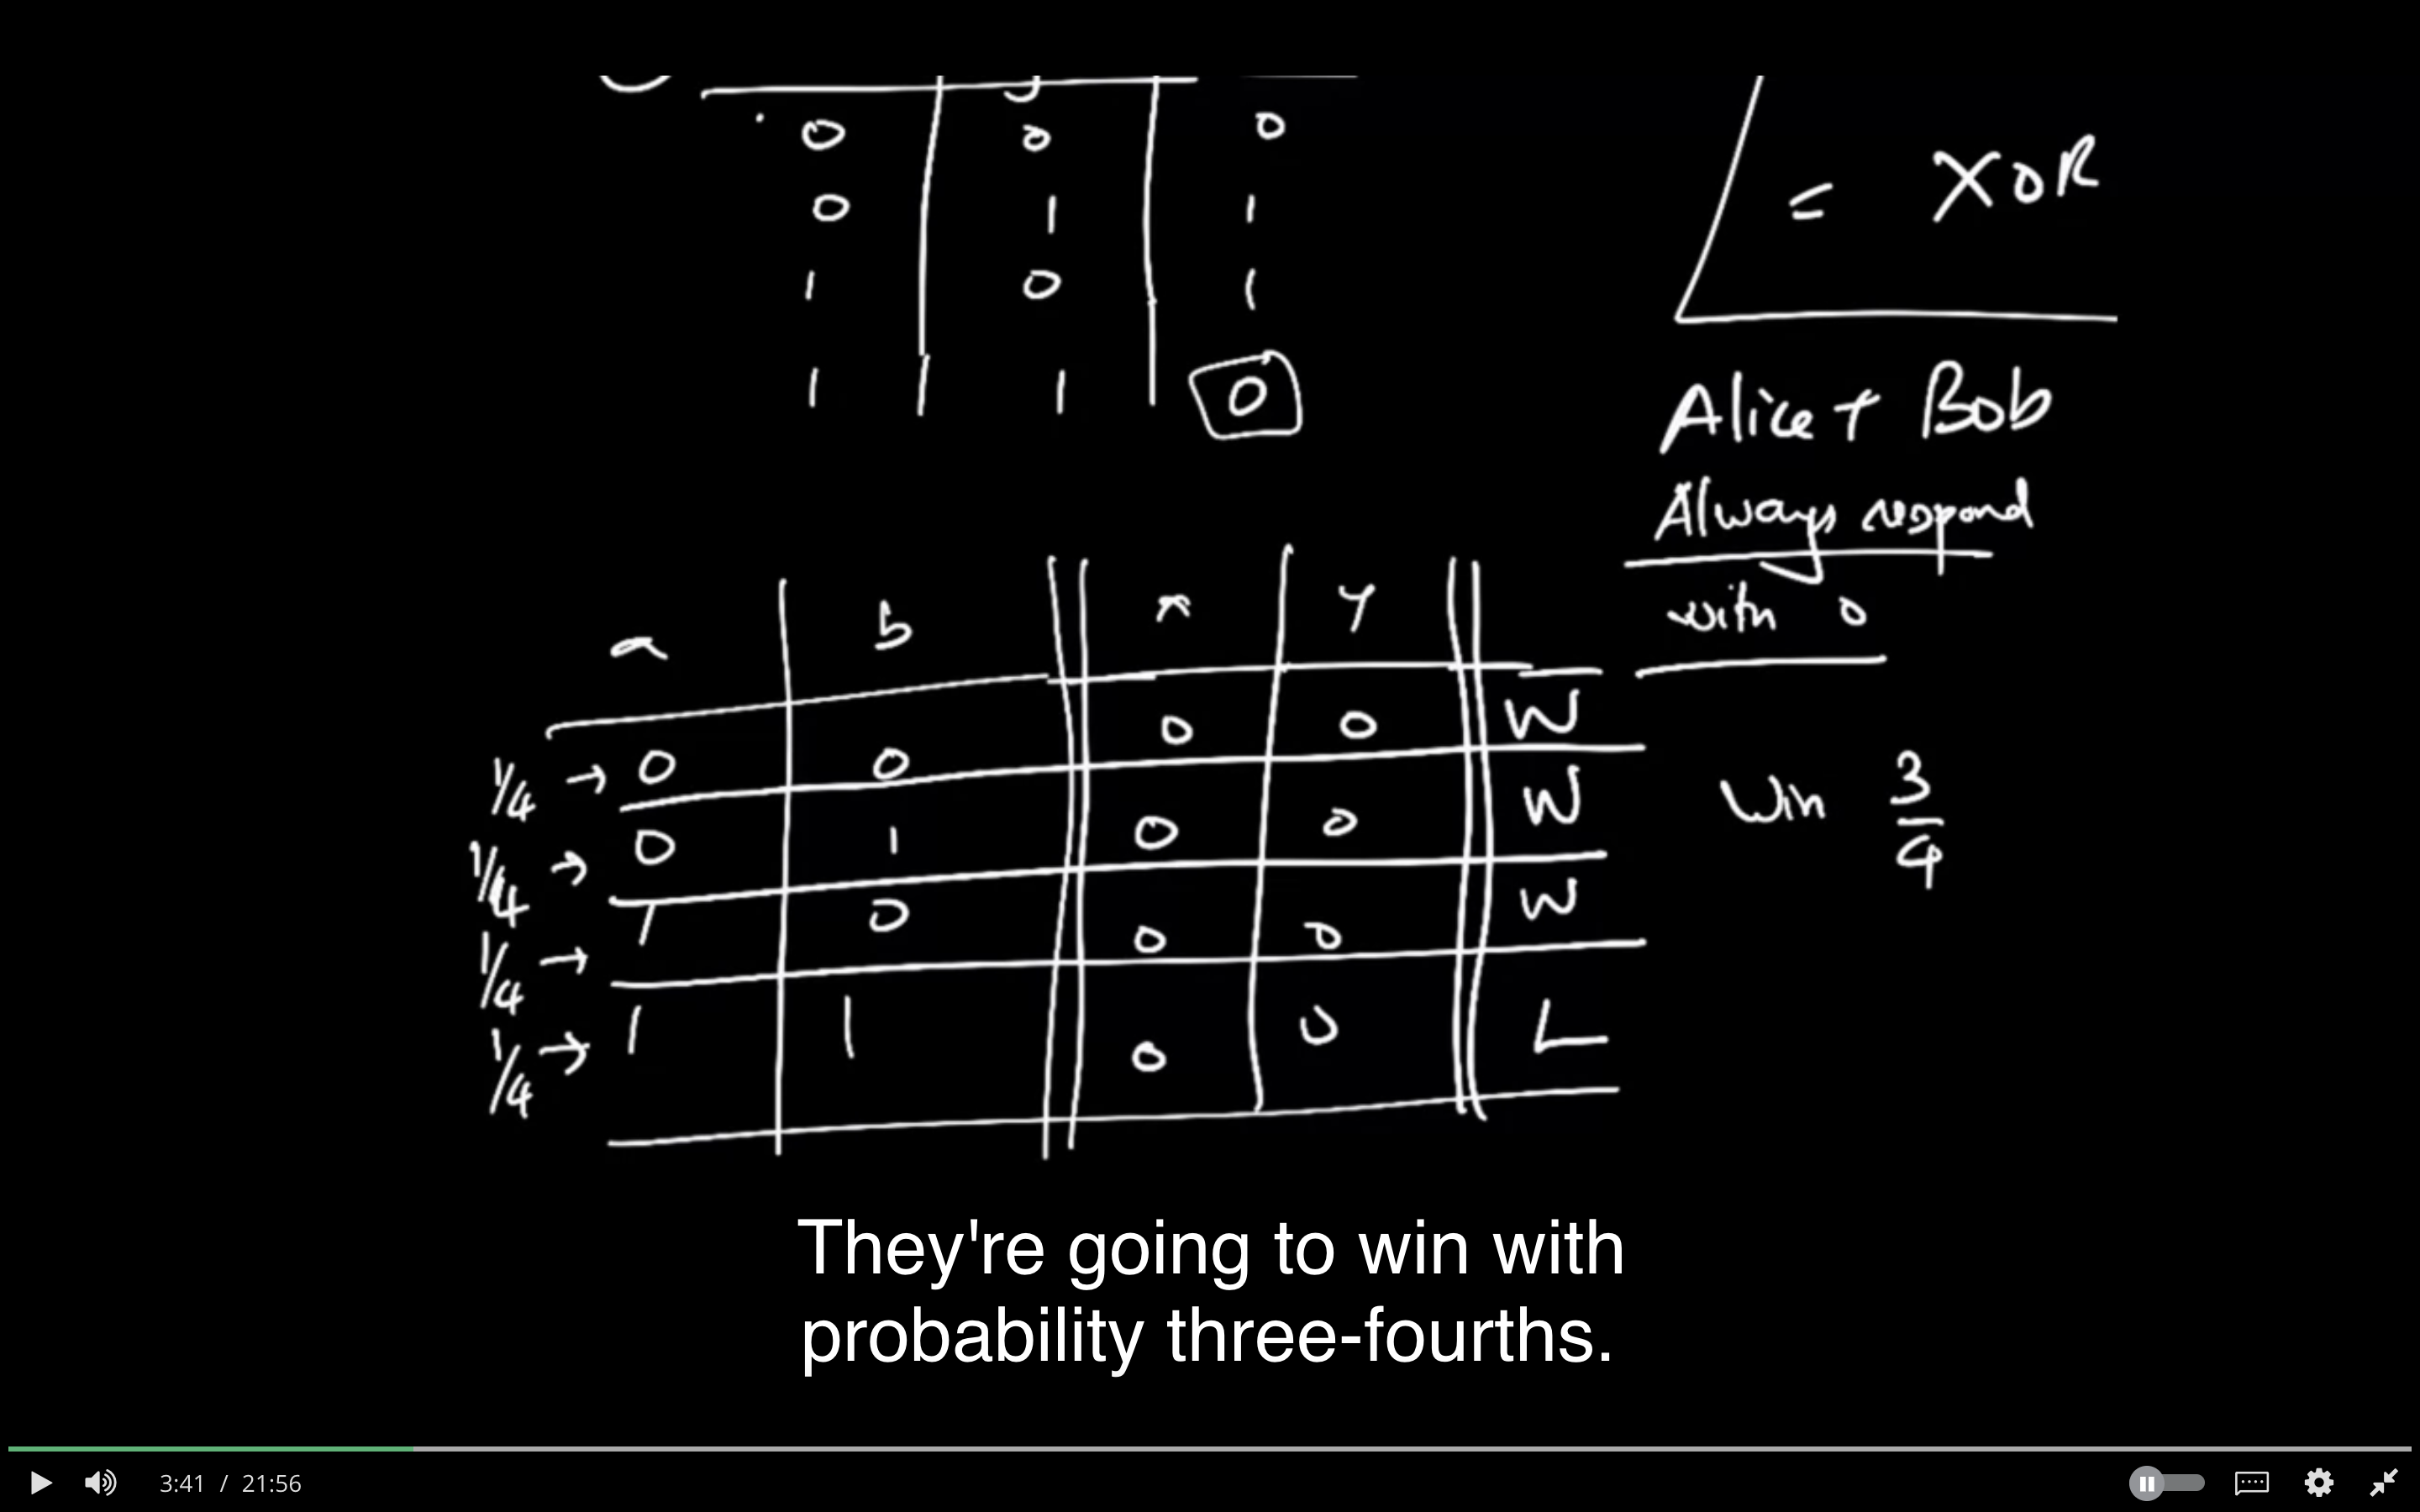 0 0 0
0 1 1
1 0 1
1 1 0
= XOR
Alice + Bob
Always respond
with 0
a b x y
1/4 → 0 0 0 0 W
1/4 → 0 1 0 0 W
1/4 → 1 0 0 0 W
1/4 → 1 1 0 0 L
Win 3/4
They're going to win with
probability three-fourths.
3:41 / 21:56